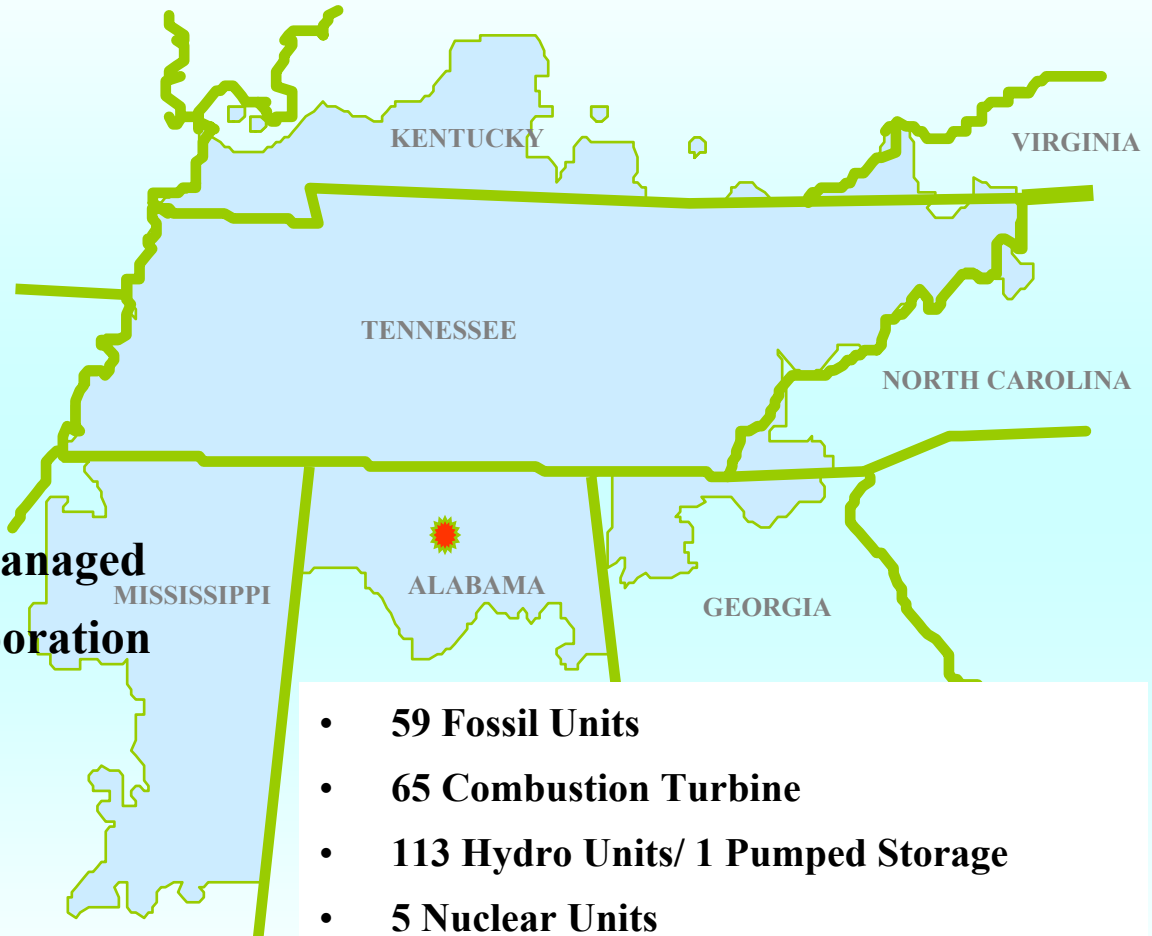 KENTUCKY
VIRGINIA
TENNESSEE
NORTH CAROLINA
anaged
MISSISSIPPI
ALABAMA
GEORGIA
oration
• 59 Fossil Units
• 65 Combustion Turbine
• 113 Hydro Units/ 1 Pumped Storage
• 5 Nuclear Units